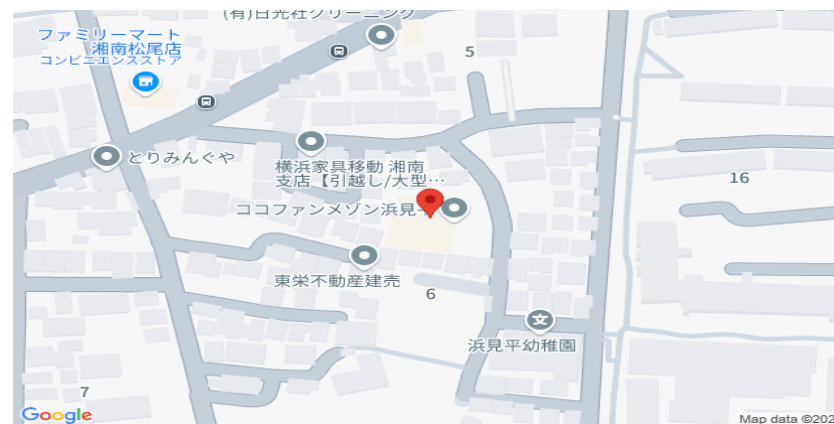 (有)日光社クリーニング
ファミリーマート
湘南松尾店
コンビニエンスストア
5
とりみんぐや
横浜家具移動 湘南
支店【引越し/大型…
16
ココファンメゾン浜見平
東栄不動産建売
6
文
浜見平幼稚園
7
Google
Map data ©202